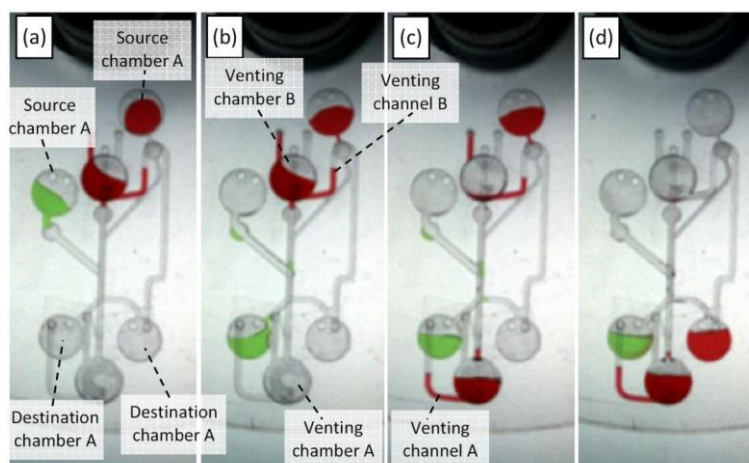 (a)
Source
chamber A
Source
chamber A
Destination
chamber A
Destination
chamber A
(b)
Venting
chamber B
Venting
channel B
Venting
chamber A
(c)
Venting
channel A
(d)